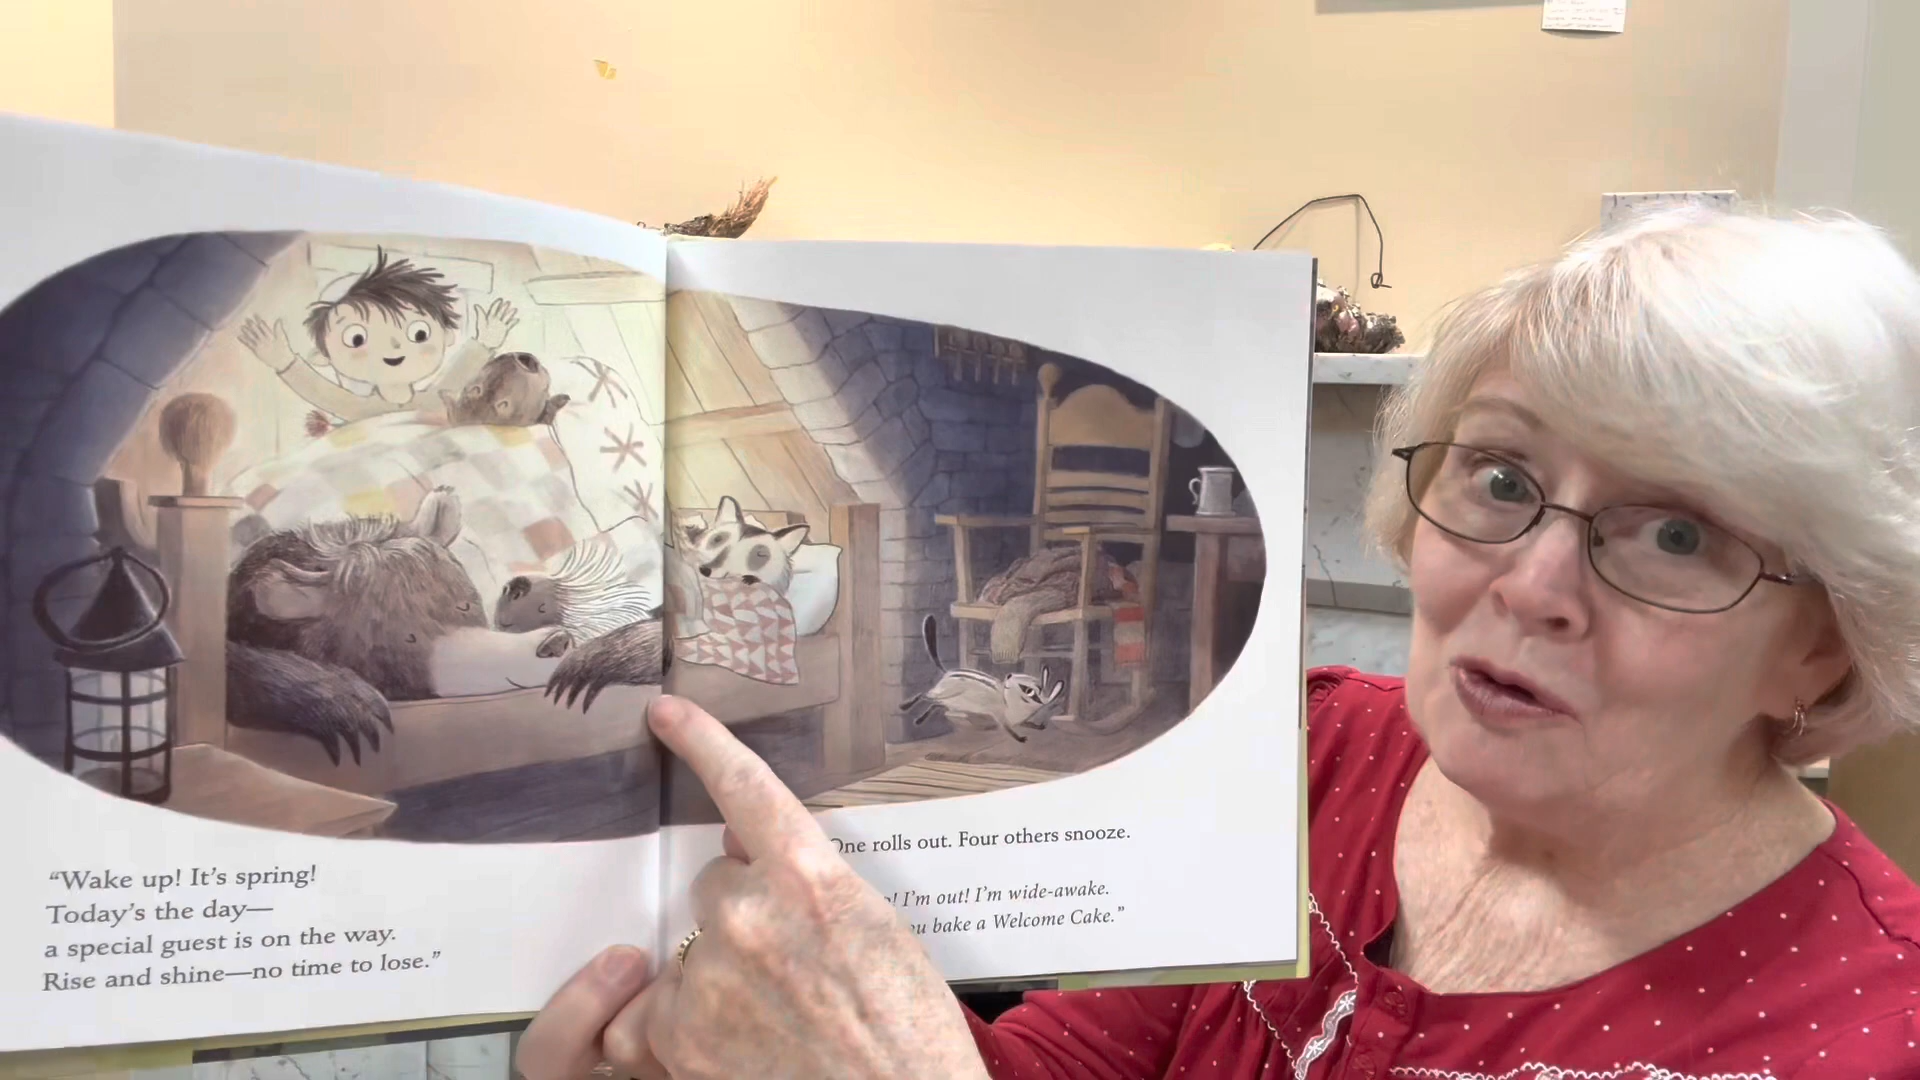 “Wake up! It’s spring!
Today’s the day—
a special guest is on the way.
Rise and shine—no time to lose.”
One rolls out. Four others snooze.
! I’m out! I’m wide-awake.
bake a Welcome Cake.”